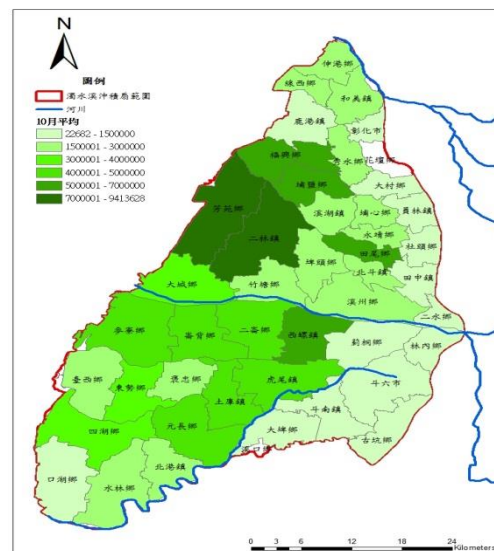 N
圖例
濁水溪沖積扇範圍
河川
10月平均
22682 - 1500000
1500001 - 3000000
3000001 - 4000000
4000001 - 5000000
5000001 - 7000000
7000001 - 9413628
伸港鄉
線西鄉
和美鎮
鹿港鎮
彰化市
福興鄉
秀水鄉
花壇鄉
芳苑鄉
埔鹽鄉
大村鄉
溪湖鎮
埔心鄉
員林鎮
二林鎮
永靖鄉
社頭鄉
埤頭鄉
田尾鄉
北斗鎮
田中鎮
大城鄉
竹塘鄉
溪州鄉
二水鄉
麥寮鄉
崙背鄉
二崙鄉
西螺鎮
莿桐鄉
林內鄉
臺西鄉
東勢鄉
褒忠鄉
虎尾鎮
土庫鎮
斗六市
四湖鄉
元長鄉
斗南鎮
大埤鄉
古坑鄉
口湖鄉
水林鄉
北港鎮
0 3 6 12 18 24
Kilometers